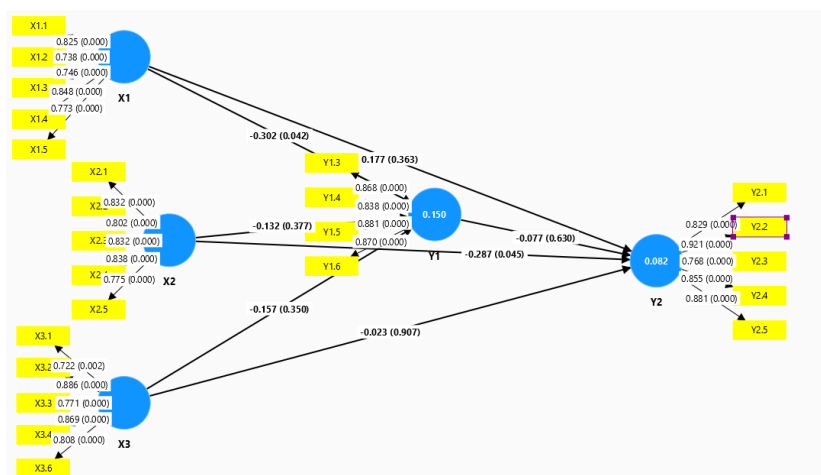 X1.1
0.825 (0.000)
X1.2
0.738 (0.000)
0.746 (0.000)
X1.3
0.848 (0.000)
X1.4
0.773 (0.000)
X1.5
X1
-0.302 (0.042)
0.177 (0.363)
X2.1
0.832 (0.000)
0.802 (0.000)
X2.3
0.832 (0.000)
0.838 (0.000)
0.775 (0.000)
X2.5
X2
-0.132 (0.377)
-0.287 (0.045)
Y1.3
0.868 (0.000)
Y1.4
0.838 (0.000)
Y1.5
0.881 (0.000)
0.870 (0.000)
Y1.6
0.150
Y1
-0.077 (0.630)
-0.157 (0.350)
-0.023 (0.907)
X3.1
X3.2
0.722 (0.002)
0.886 (0.000)
X3.3
0.771 (0.000)
0.869 (0.000)
X3.4
0.808 (0.000)
X3.6
X3
0.082
Y2
Y2.1
0.829 (0.000)
Y2.2
0.921 (0.000)
0.768 (0.000)
Y2.3
0.855 (0.000)
Y2.4
0.881 (0.000)
Y2.5